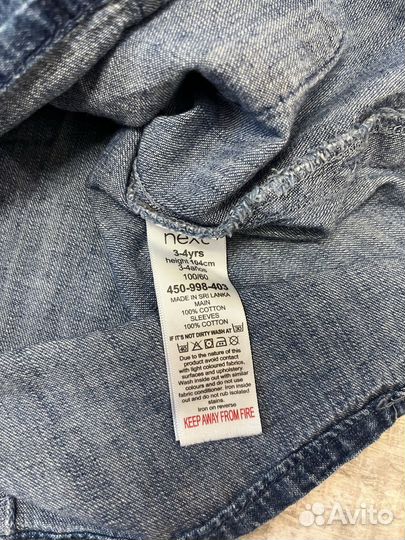 next
3-4yrs
height 104cm
3-4años
100/60
450-998-403
MADE IN SRI LANKA
MAIN
100% COTTON
SLEEVES
100% COTTON
IF IT'S NOT DIRTY WASH AT 30
40
Due to the nature of this
product avoid contact
with light coloured fabrics,
surfaces and upholstery.
Wash inside out with similar
colours and do not use
fabric conditioner. Iron inside
out and do not rub isolated
stains.
Iron on reverse
KEEP AWAY FROM FIRE
Avito